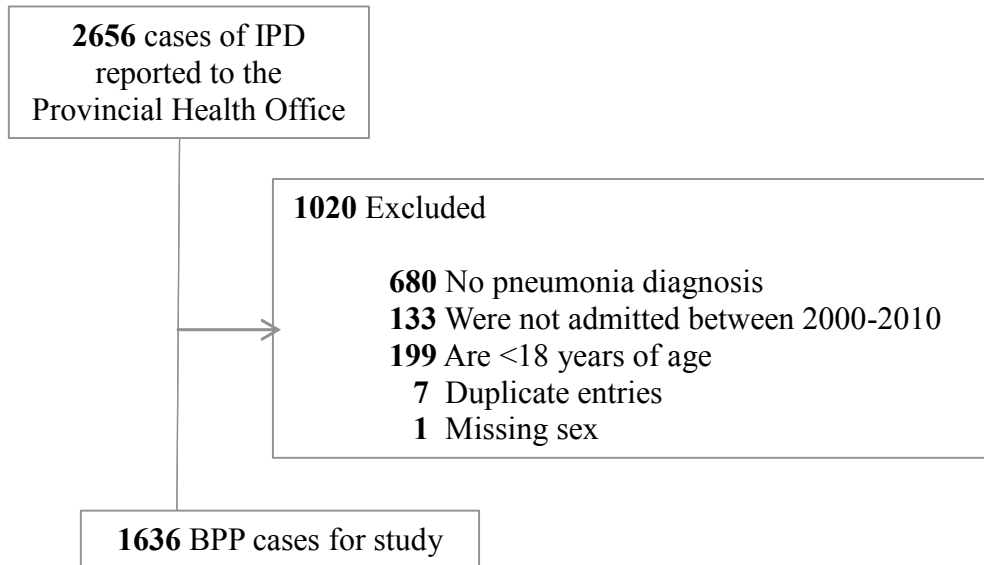 2656 cases of IPD
reported to the
Provincial Health Office
1020 Excluded
680 No pneumonia diagnosis
133 Were not admitted between 2000-2010
199 Are <18 years of age
7 Duplicate entries
1 Missing sex
1636 BPP cases for study